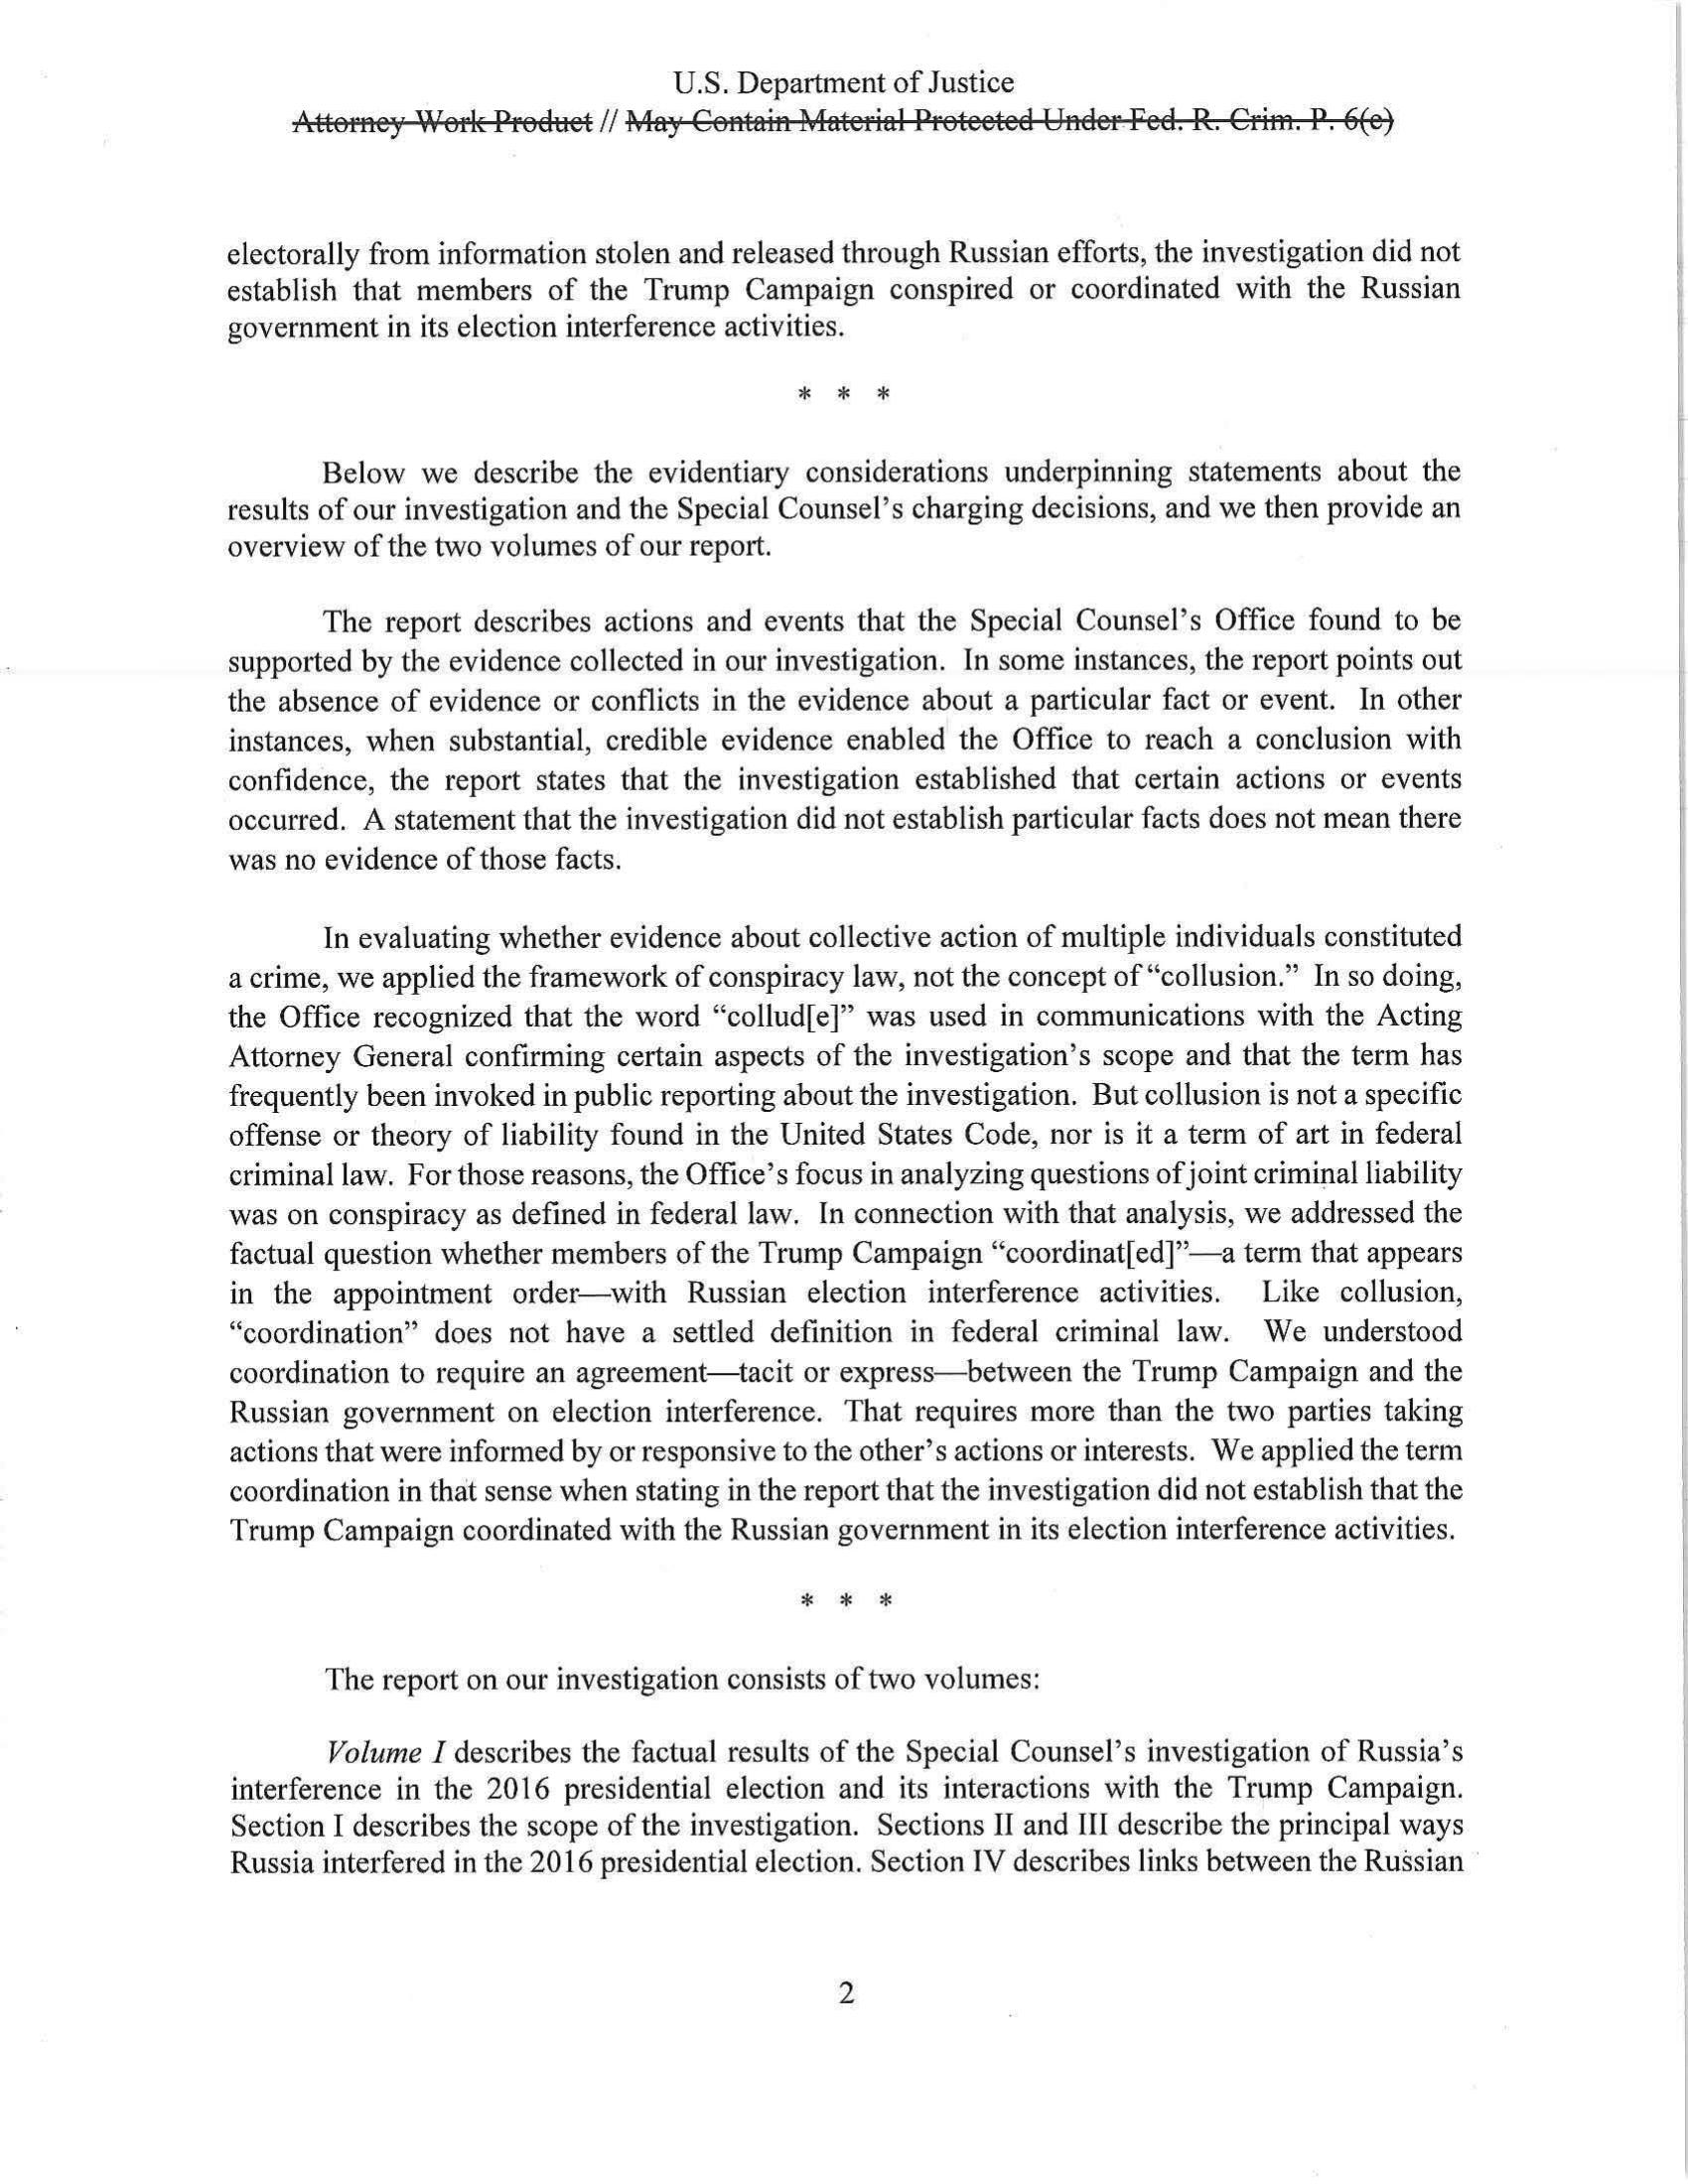 U.S. Department of Justice
Attorney Work Product // May Contain Material Protected Under Fed. R. Crim. P. 6(e)
electorally from information stolen and released through Russian efforts, the investigation did not
establish that members of the Trump Campaign conspired or coordinated with the Russian
government in its election interference activities.
* * *
Below we describe the evidentiary considerations underpinning statements about the
results of our investigation and the Special Counsel's charging decisions, and we then provide an
overview of the two volumes of our report.
The report describes actions and events that the Special Counsel's Office found to be
supported by the evidence collected in our investigation. In some instances, the report points out
the absence of evidence or conflicts in the evidence about a particular fact or event. In other
instances, when substantial, credible evidence enabled the Office to reach a conclusion with
confidence, the report states that the investigation established that certain actions or events
occurred. A statement that the investigation did not establish particular facts does not mean there
was no evidence of those facts.
In evaluating whether evidence about collective action of multiple individuals constituted
a crime, we applied the framework of conspiracy law, not the concept of “collusion.” In so doing,
the Office recognized that the word “collud[e]” was used in communications with the Acting
Attorney General confirming certain aspects of the investigation's scope and that the term has
frequently been invoked in public reporting about the investigation. But collusion is not a specific
offense or theory of liability found in the United States Code, nor is it a term of art in federal
criminal law. For those reasons, the Office's focus in analyzing questions of joint criminal liability
was on conspiracy as defined in federal law. In connection with that analysis, we addressed the
factual question whether members of the Trump Campaign “coordinat[ed]”—a term that appears
in the appointment order—with Russian election interference activities. Like collusion,
“coordination” does not have a settled definition in federal criminal law. We understood
coordination to require an agreement—tacit or express—between the Trump Campaign and the
Russian government on election interference. That requires more than the two parties taking
actions that were informed by or responsive to the other's actions or interests. We applied the term
coordination in that sense when stating in the report that the investigation did not establish that the
Trump Campaign coordinated with the Russian government in its election interference activities.
* * *
The report on our investigation consists of two volumes:
Volume I describes the factual results of the Special Counsel's investigation of Russia's
interference in the 2016 presidential election and its interactions with the Trump Campaign.
Section I describes the scope of the investigation. Sections II and III describe the principal ways
Russia interfered in the 2016 presidential election. Section IV describes links between the Russian
2